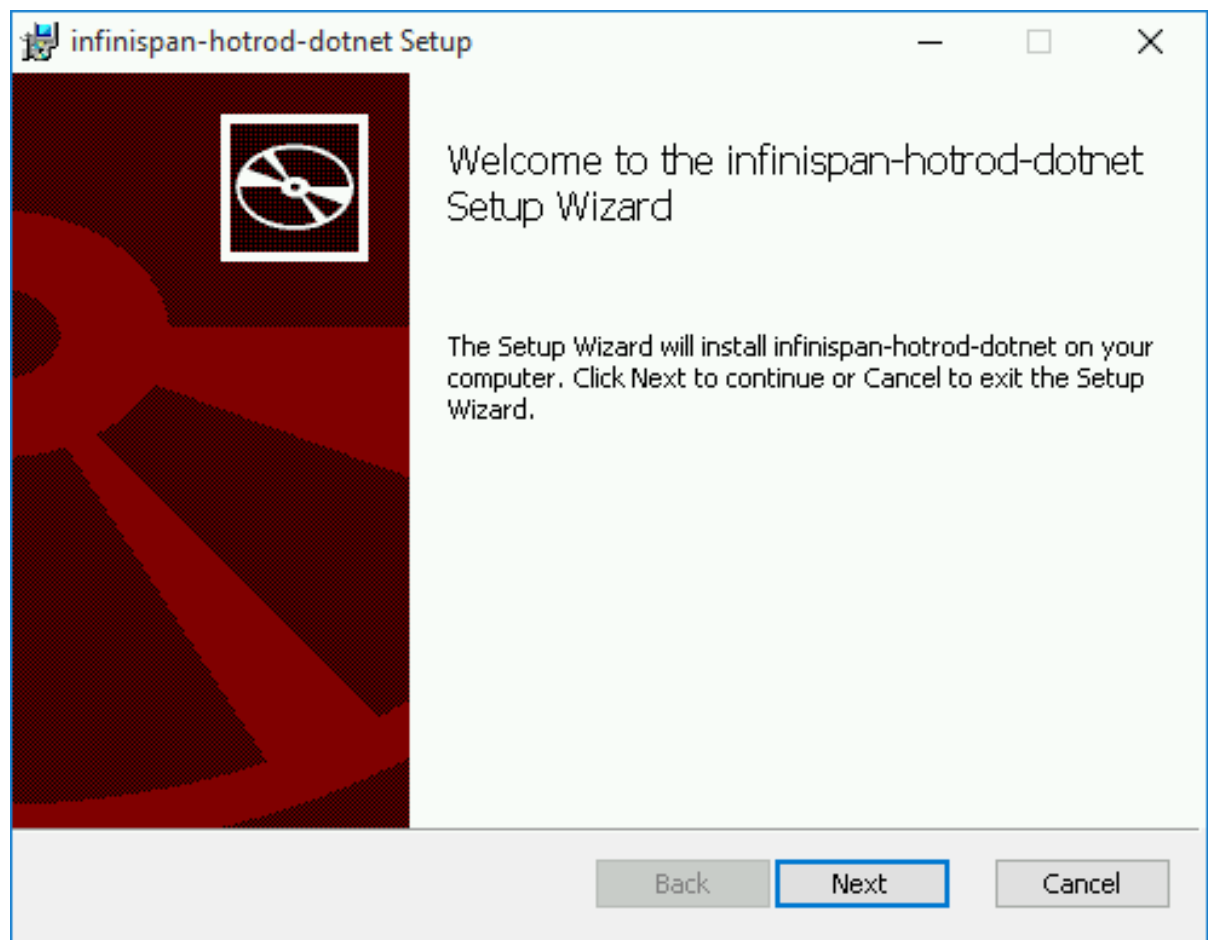 infinispan-hotrod-dotnet Setup
Welcome to the infinispan-hotrod-dotnet
Setup Wizard
The Setup Wizard will install infinispan-hotrod-dotnet on your
computer. Click Next to continue or Cancel to exit the Setup
Wizard.
Back Next Cancel